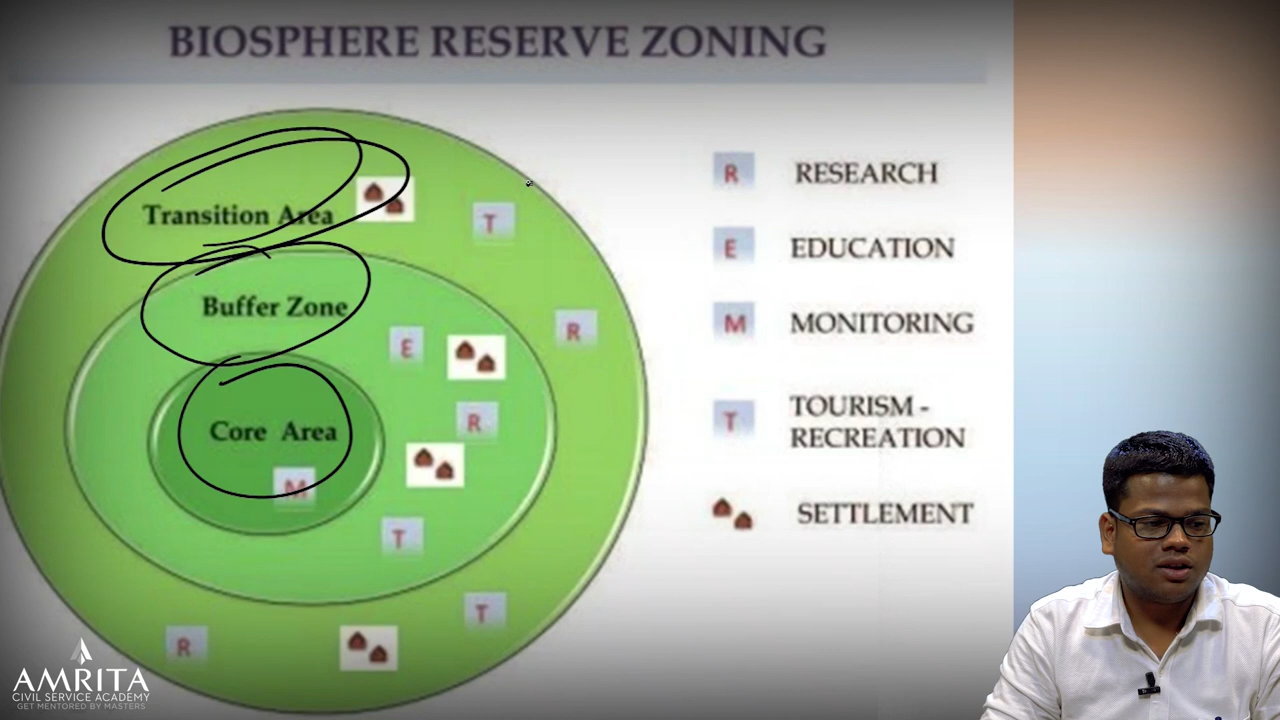 BIOSPHERE RESERVE ZONING
Transition Area
T
Buffer Zone
R
E
R
Core Area
M
T
T
R
R RESEARCH
E EDUCATION
M MONITORING
T TOURISM -
RECREATION
SETTLEMENT
AMRITA
CIVIL SERVICE ACADEMY
GET MENTORED BY MASTERS